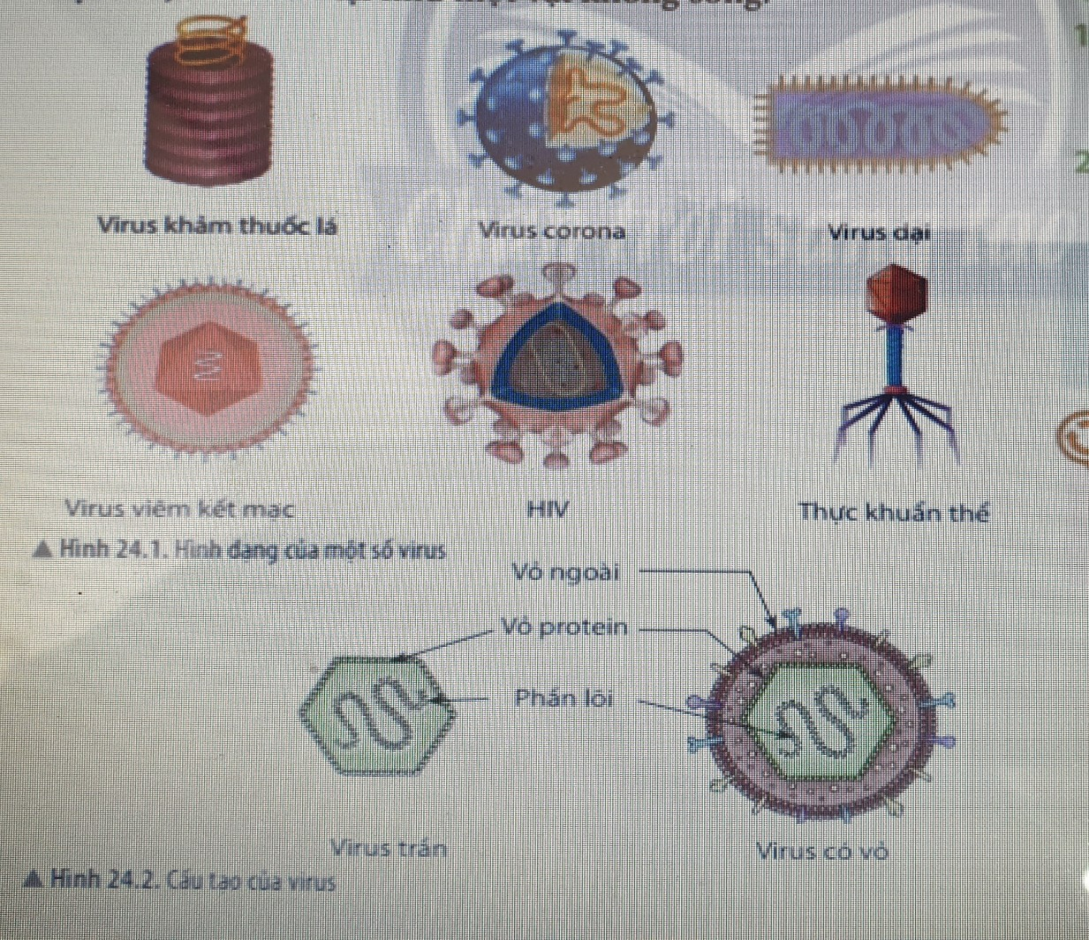 Virus khảm thuốc lá
Virus corona
Virus dại
Virus viêm kết mạc
HIV
Thực khuẩn thể
▲ Hình 24.1. Hình dạng của một số virus
Vỏ ngoài
Vỏ protein
Phần lõi
Virus trần
Virus có vỏ
▲ Hình 24.2. Cấu tạo của virus
1
2